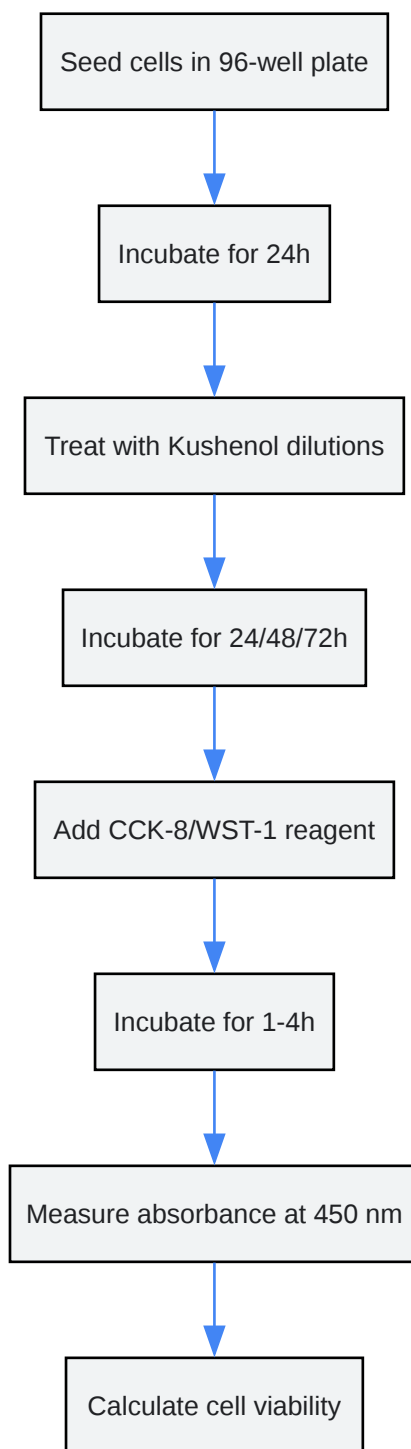 Seed cells in 96-well plate
Incubate for 24h
Treat with Kushenol dilutions
Incubate for 24/48/72h
Add CCK-8/WST-1 reagent
Incubate for 1-4h
Measure absorbance at 450 nm
Calculate cell viability